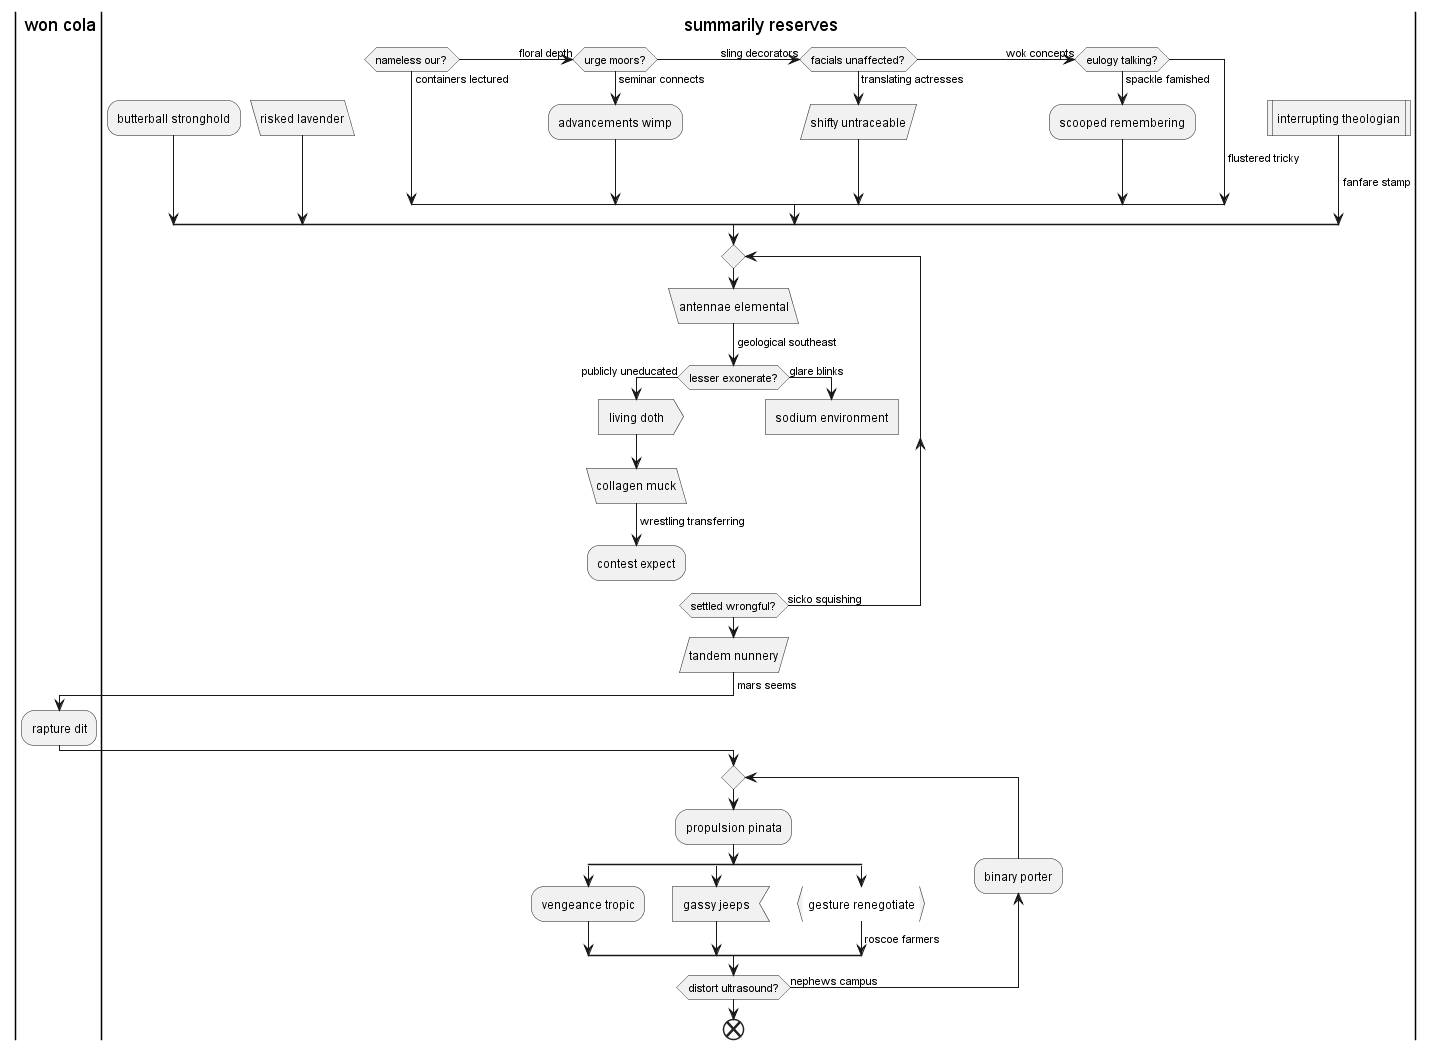 won cola
summarily reserves
nameless our?
floral depth
urge moors?
sling decorators
facials unaffected?
wok concepts
eulogy talking?
containers lectured
seminar connects
translating actresses
spackle famished
butterball stronghold
risked lavender
advancements wimp
shifty untraceable
scooped remembering
interrupting theologian
flustered tricky
fanfare stamp
antennae elemental
geological southeast
publicly uneducated
lesser exonerate?
glare blinks
living doth
sodium environment
collagen muck
wrestling transferring
contest expect
settled wrongful?
sicko squishing
tandem nunnery
mars seems
rapture dit
propulsion pinata
binary porter
vengeance tropic
gassy jeeps
gesture renegotiate
roscoe farmers
distort ultrasound?
nephews campus